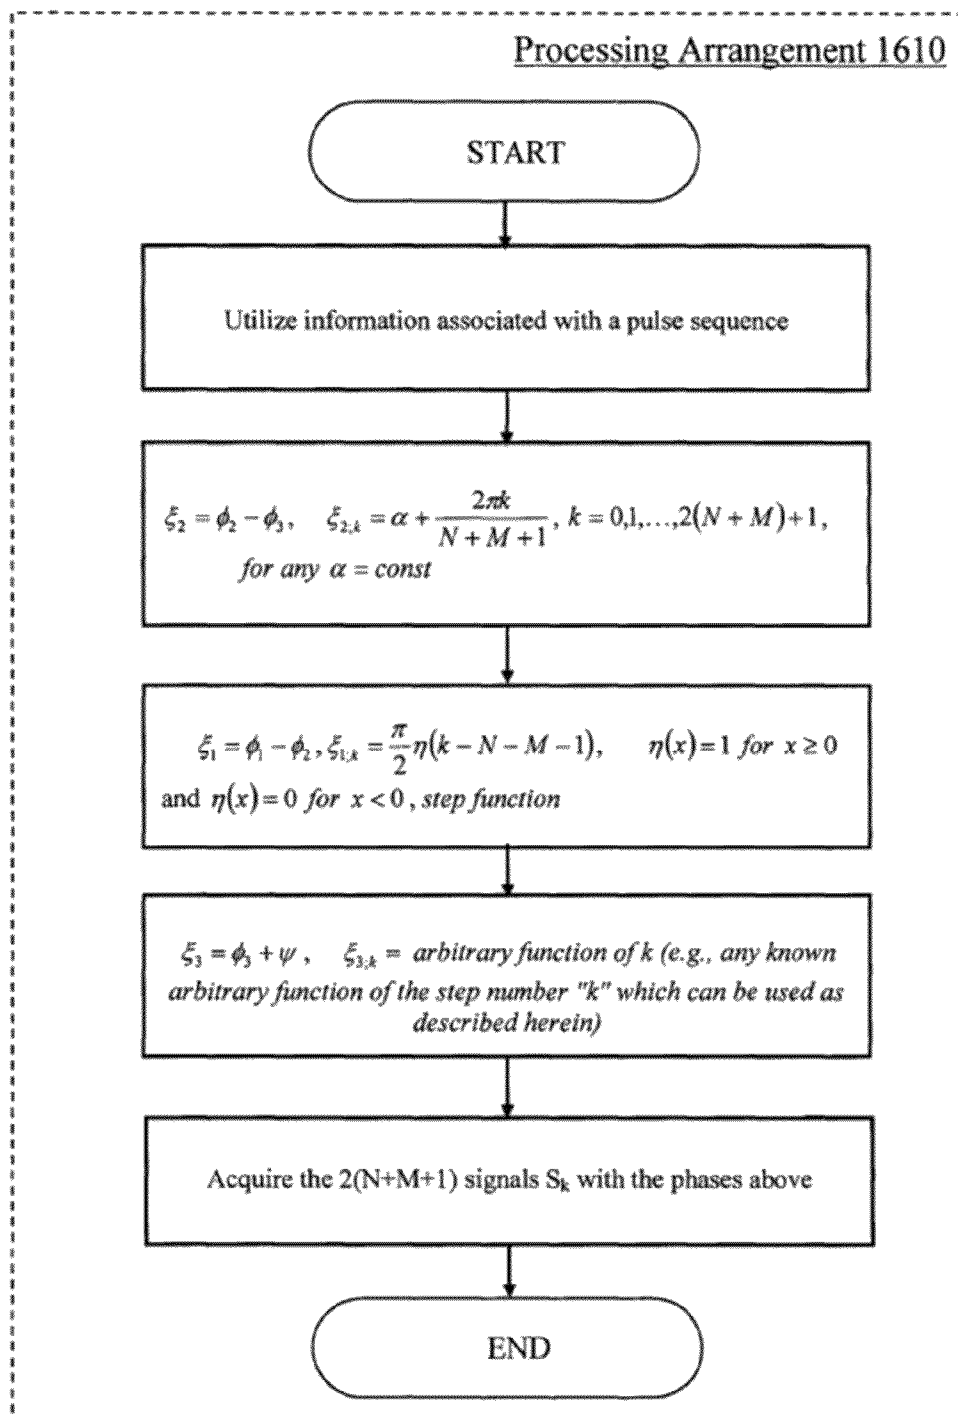 Processing Arrangement 1610
START
Utilize information associated with a pulse sequence
ξ₂ = ϕ₂ − ϕ₃, ξ₂;ₖ = α + 2πk / (N + M + 1), k = 0,1,…,2(N + M)+1,
for any α = const
ξ₁ = ϕ₁ − ϕ₂, ξ₁;ₖ = π/2 η(k − N − M − 1), η(x) = 1 for x ≥ 0
and η(x) = 0 for x < 0 , step function
ξ₃ = ϕ₃ + ψ , ξ₃;ₖ = arbitrary function of k (e.g., any known
arbitrary function of the step number "k" which can be used as
described herein)
Acquire the 2(N+M+1) signals Sₖ with the phases above
END